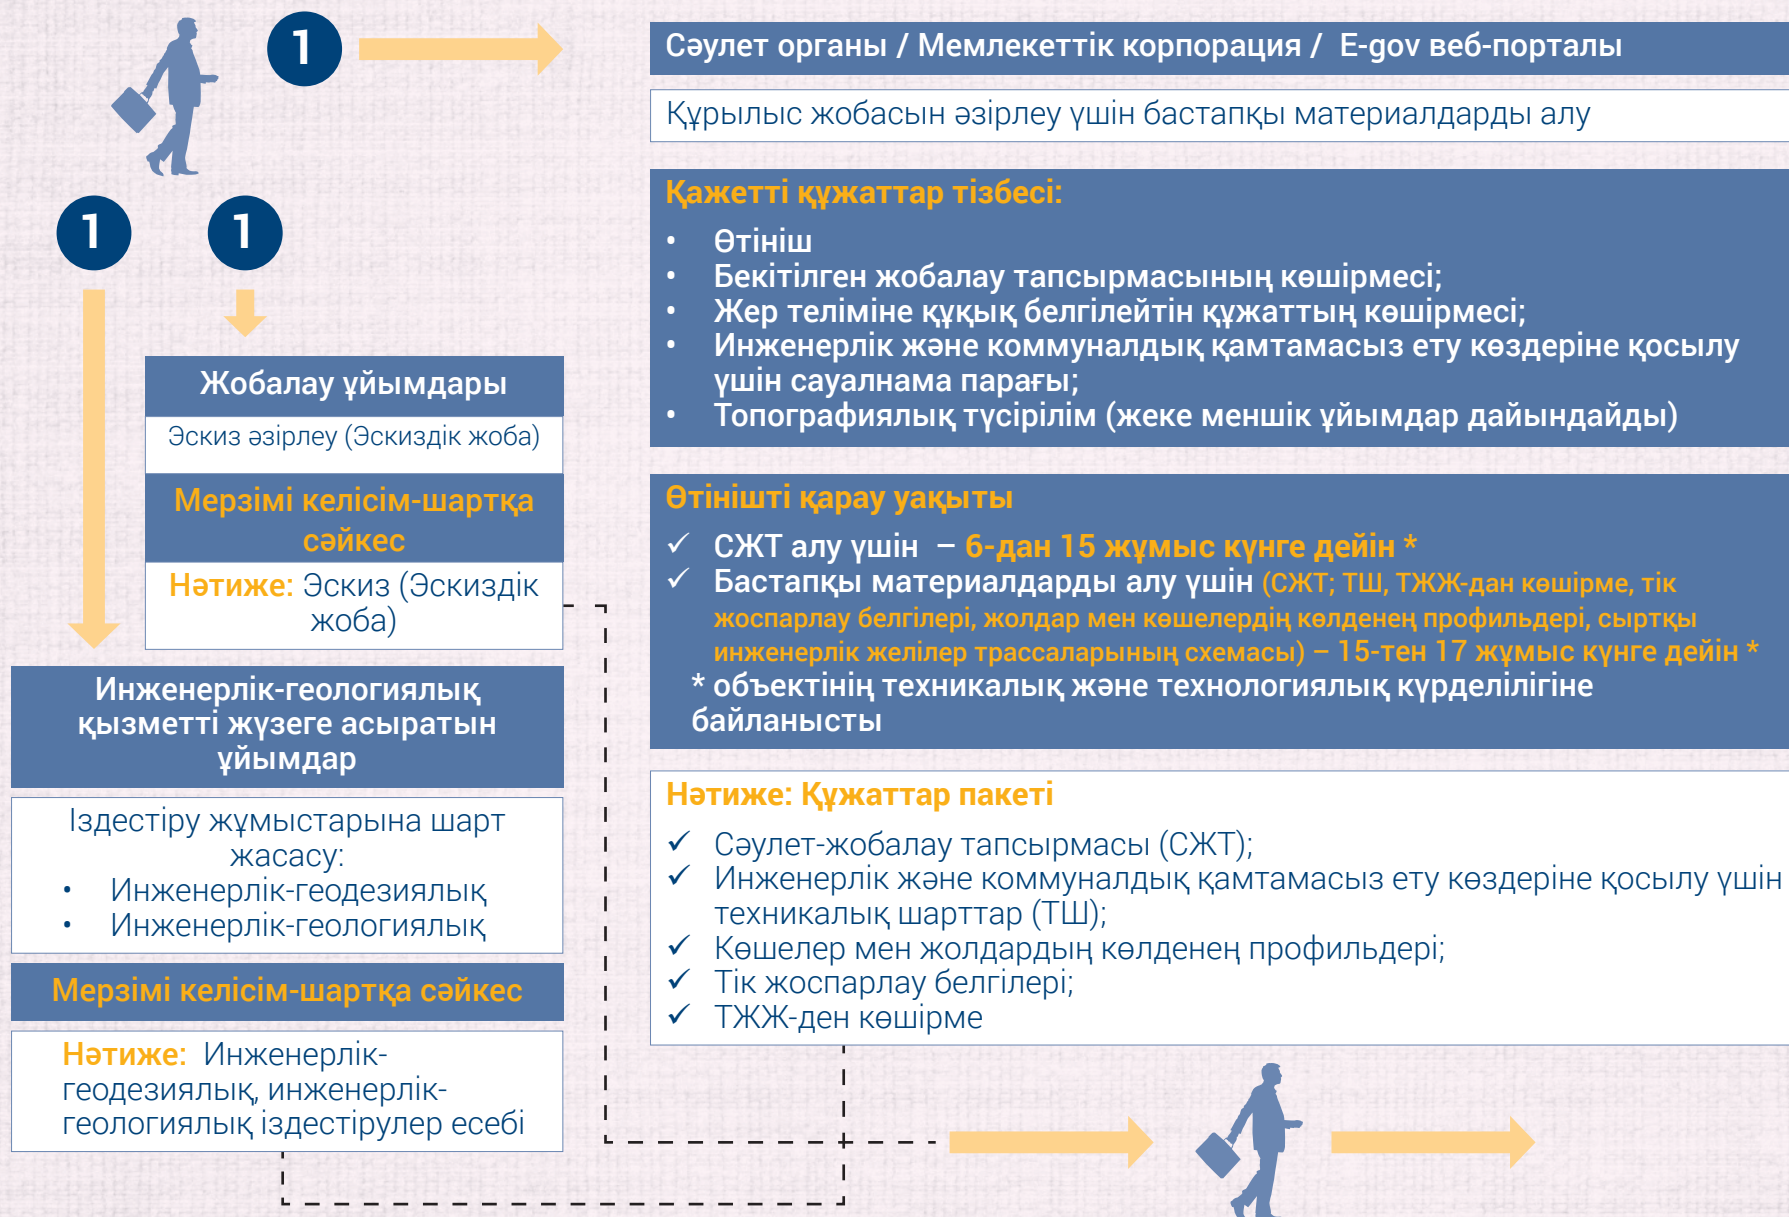 1
Сәулет органы / Мемлекеттік корпорация / E-gov веб-порталы
Құрылыс жобасын әзірлеу үшін бастапқы материалдарды алу
Қажетті құжаттар тізбесі:
• Өтініш
• Бекітілген жобалау тапсырмасының көшірмесі;
• Жер теліміне құқық белгілейтін құжаттың көшірмесі;
• Инженерлік және коммуналдық қамтамасыз ету көздеріне қосылу
үшін сауалнама парағы;
• Топографиялық түсірілім (жеке меншік ұйымдар дайындайды)
Өтінішті қарау уақыты
✓ СЖТ алу үшін – 6-дан 15 жұмыс күнге дейін *
✓ Бастапқы материалдарды алу үшін (СЖТ; ТШ, ТЖЖ-дан көшірме, тік
жоспарлау белгілері, жолдар мен көшелердің көлденең профильдері, сыртқы
инженерлік желілер трассаларының схемасы) – 15-тен 17 жұмыс күнге дейін *
* объектінің техникалық және технологиялық күрделілігіне
байланысты
Нәтиже: Құжаттар пакеті
✓ Сәулет-жобалау тапсырмасы (СЖТ);
✓ Инженерлік және коммуналдық қамтамасыз ету көздеріне қосылу үшін
техникалық шарттар (ТШ);
✓ Көшелер мен жолдардың көлденең профильдері;
✓ Тік жоспарлау белгілері;
✓ ТЖЖ-ден көшірме
1
1
Жобалау ұйымдары
Эскиз әзірлеу (Эскиздік жоба)
Мерзімі келісім-шартқа
сәйкес
Нәтиже: Эскиз (Эскиздік
жоба)
Инженерлік-геологиялық
қызметті жүзеге асыратын
ұйымдар
Іздестіру жұмыстарына шарт
жасасу:
• Инженерлік-геодезиялық
• Инженерлік-геологиялық
Мерзімі келісім-шартқа сәйкес
Нәтиже: Инженерлік-
геодезиялық, инженерлік-
геологиялық іздестірулер есебі